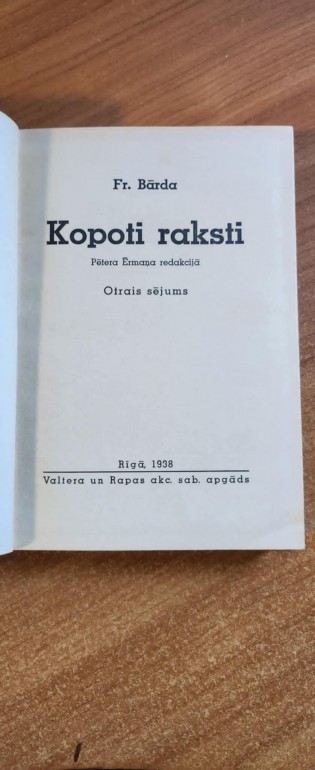 Fr. Bārda
Kopoti raksti
Pētera Ērmaņa redakcijā
Otrais sējums
Rīgā, 1938
Valtera un Rapas akc. sab. apgāds